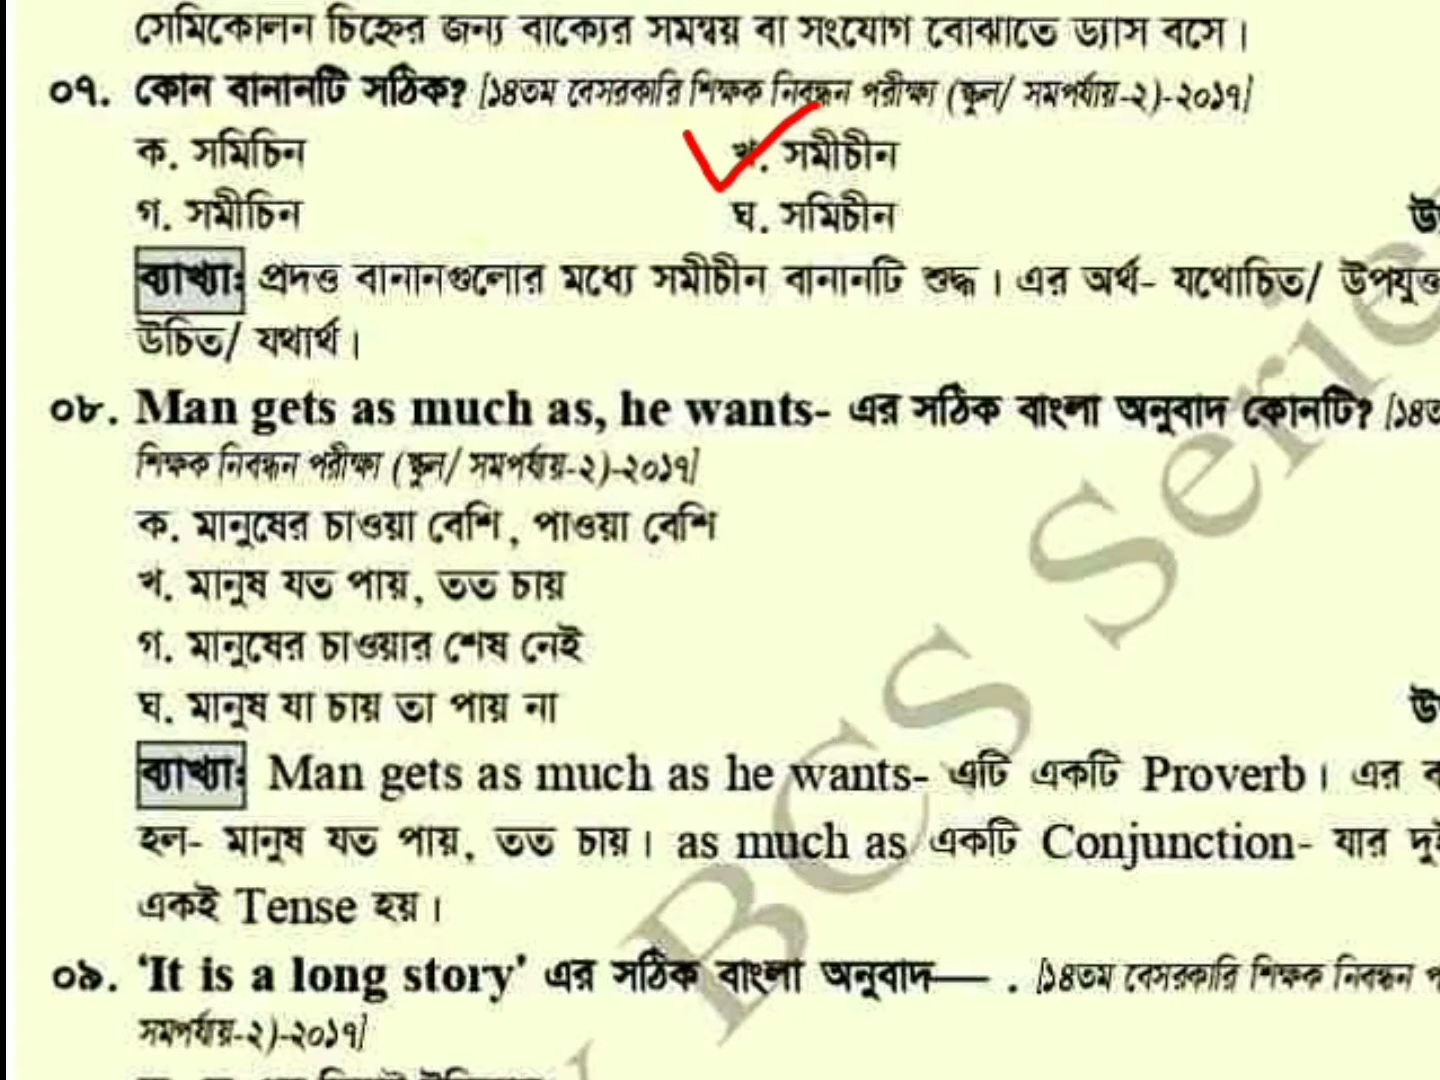 সেমিকোলন চিহ্নের জন্য বাক্যের সমন্বয় বা সংযোগ বোঝাতে ড্যাস বসে।
০৭. কোন বানানটি সঠিক? [১৪তম বেসরকারি শিক্ষক নিবন্ধন পরীক্ষা (স্কুল/ সমপর্যায়-২)-২০১৭]
ক. সমিচিন
খ. সমীচীন
গ. সমীচিন
ঘ. সমিচীন
ব্যাখ্যা: প্রদত্ত বানানগুলোর মধ্যে সমীচীন বানানটি শুদ্ধ। এর অর্থ- যথোচিত/ উপযুক্ত
উচিত/ যথার্থ।
০৮. Man gets as much as, he wants- এর সঠিক বাংলা অনুবাদ কোনটি? [১৪ত
শিক্ষক নিবন্ধন পরীক্ষা (স্কুল/ সমপর্যায়-২)-২০১৭]
ক. মানুষের চাওয়া বেশি, পাওয়া বেশি
খ. মানুষ যত পায়, তত চায়
গ. মানুষের চাওয়ার শেষ নেই
ঘ. মানুষ যা চায় তা পায় না
ব্যাখ্যা: Man gets as much as he wants- এটি একটি Proverb। এর ব
হল- মানুষ যত পায়, তত চায়। as much as একটি Conjunction- যার দুই
একই Tense হয়।
০৯. ‘It is a long story’ এর সঠিক বাংলা অনুবাদ— . [১৪তম বেসরকারি শিক্ষক নিবন্ধন প
সমপর্যায়-২)-২০১৭]
BCS Serie